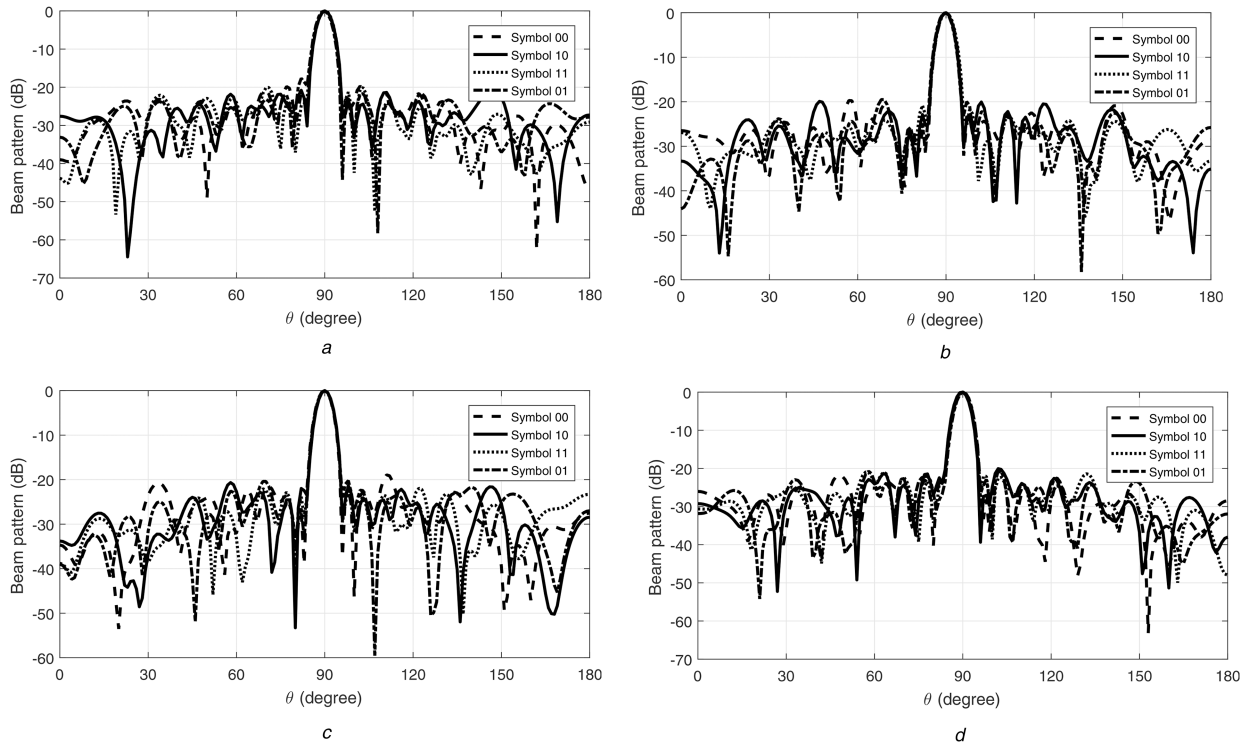 0
-10
-20
-30
-40
-50
-60
-70
Beam pattern (dB)
Symbol 00
Symbol 10
Symbol 11
Symbol 01
0 30 60 90 120 150 180
θ (degree)
a
0
-10
-20
-30
-40
-50
-60
Beam pattern (dB)
Symbol 00
Symbol 10
Symbol 11
Symbol 01
0 30 60 90 120 150 180
θ (degree)
b
0
-10
-20
-30
-40
-50
-60
Beam pattern (dB)
Symbol 00
Symbol 10
Symbol 11
Symbol 01
0 30 60 90 120 150 180
θ (degree)
c
0
-10
-20
-30
-40
-50
-60
-70
Beam pattern (dB)
Symbol 00
Symbol 10
Symbol 11
Symbol 01
0 30 60 90 120 150 180
θ (degree)
d